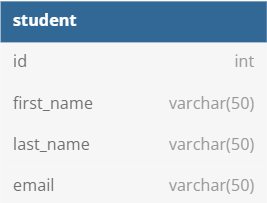 student
id int
first_name varchar(50)
last_name varchar(50)
email varchar(50)